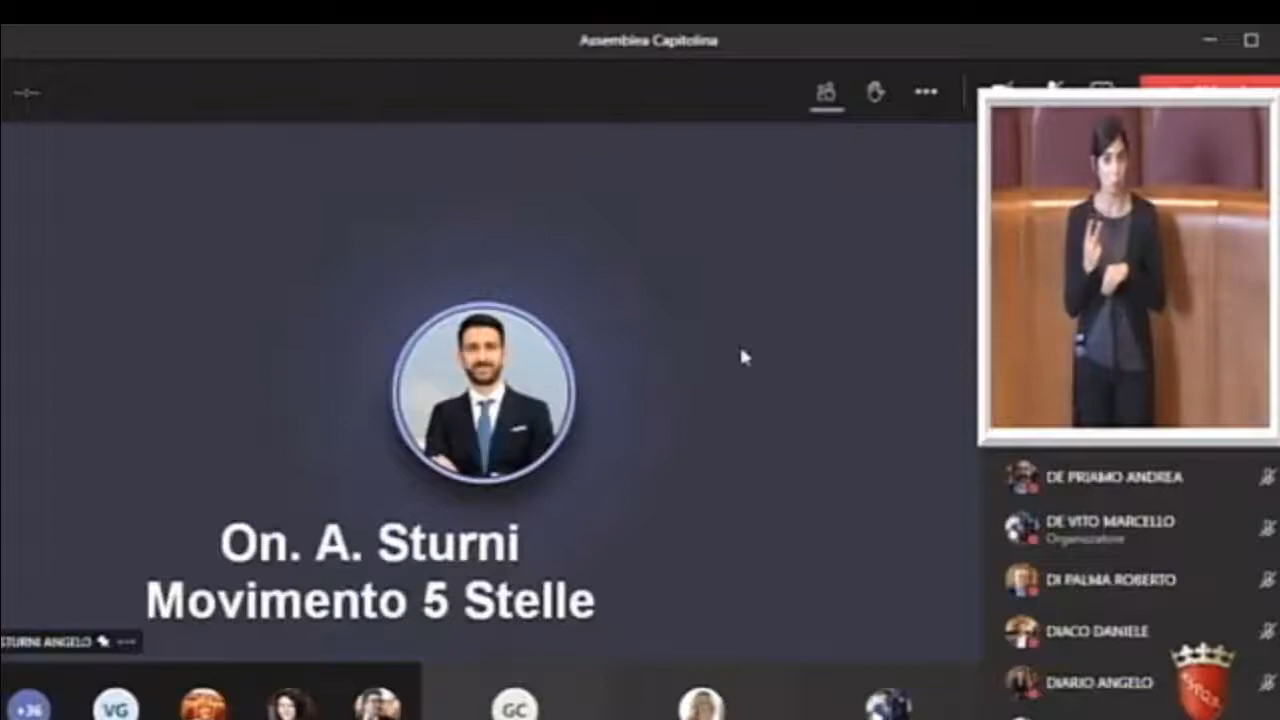 Assemblea Capitolina
On. A. Sturni
Movimento 5 Stelle
STURNI ANGELO
DE PRIAMO ANDREA
DE VITO MARCELLO
Organizzatore
DI PALMA ROBERTO
DIACO DANIELE
DIARIO ANGELO
+36
VG
GC